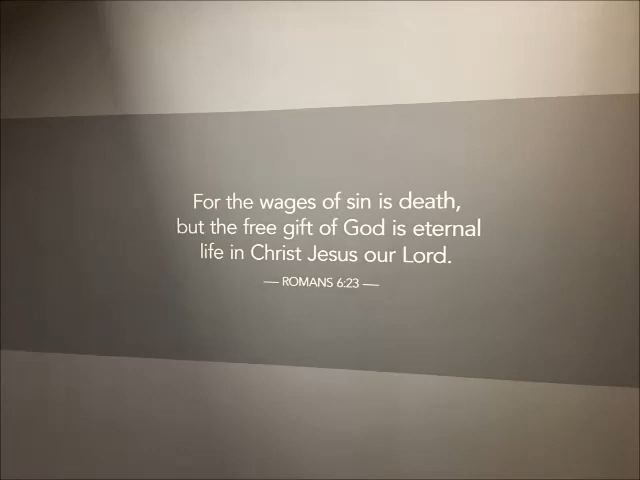 For the wages of sin is death,
but the free gift of God is eternal
life in Christ Jesus our Lord.
— ROMANS 6:23 —